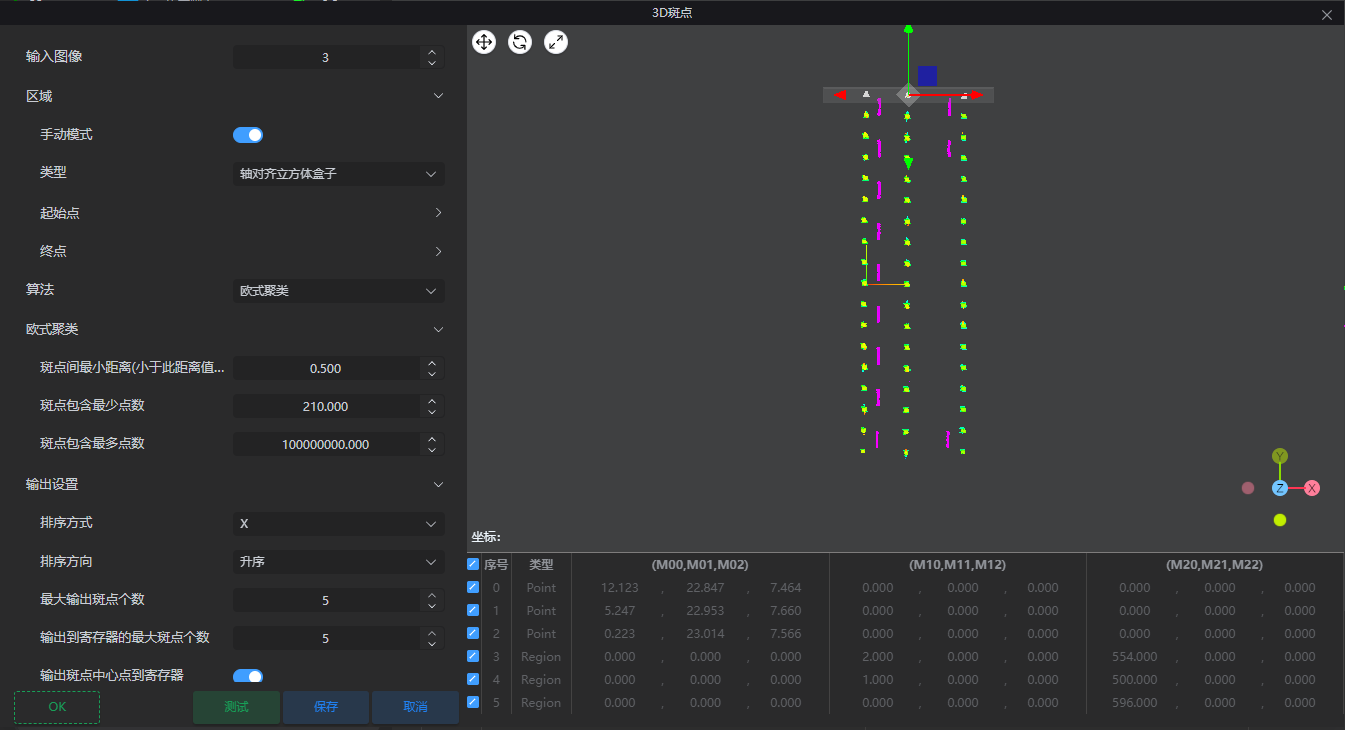 3D斑点
输入图像 3
区域
手动模式
类型 轴对齐立方体盒子
起始点
终点
算法 欧式聚类
欧式聚类
斑点间最小距离(小于此距离值... 0.500
斑点包含最少点数 210.000
斑点包含最多点数 100000000.000
输出设置
排序方式 X
排序方向 升序
最大输出斑点个数 5
输出到寄存器的最大斑点个数 5
输出斑点中心点到寄存器
OK 测试 保存 取消
Y
Z X
坐标:
序号 类型 (M00,M01,M02) (M10,M11,M12) (M20,M21,M22)
0 Point 12.123 , 22.847 , 7.464 0.000 , 0.000 , 0.000 0.000 , 0.000 , 0.000
1 Point 5.247 , 22.953 , 7.660 0.000 , 0.000 , 0.000 0.000 , 0.000 , 0.000
2 Point 0.223 , 23.014 , 7.566 0.000 , 0.000 , 0.000 0.000 , 0.000 , 0.000
3 Region 0.000 , 0.000 , 0.000 2.000 , 0.000 , 0.000 554.000 , 0.000 , 0.000
4 Region 0.000 , 0.000 , 0.000 1.000 , 0.000 , 0.000 500.000 , 0.000 , 0.000
5 Region 0.000 , 0.000 , 0.000 0.000 , 0.000 , 0.000 596.000 , 0.000 , 0.000